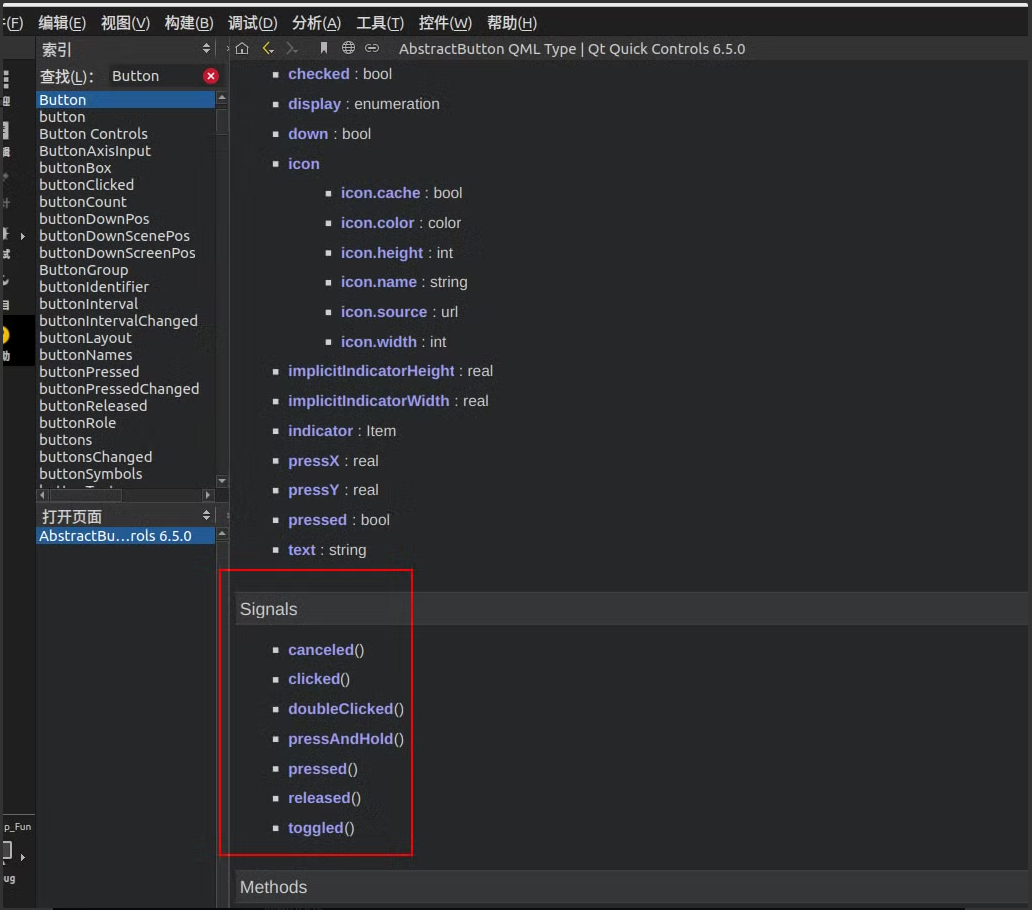 (F) 编辑(E) 视图(V) 构建(B) 调试(D) 分析(A) 工具(T) 控件(W) 帮助(H)
索引
AbstractButton QML Type | Qt Quick Controls 6.5.0
查找(L): Button
Button
button
Button Controls
ButtonAxisInput
buttonBox
buttonClicked
buttonCount
buttonDownPos
buttonDownScenePos
buttonDownScreenPos
ButtonGroup
buttonIdentifier
buttonInterval
buttonIntervalChanged
buttonLayout
buttonNames
buttonPressed
buttonPressedChanged
buttonReleased
buttonRole
buttons
buttonsChanged
buttonSymbols
打开页面
AbstractBu...rols 6.5.0
p_Fun
ug
checked : bool
display : enumeration
down : bool
icon
icon.cache : bool
icon.color : color
icon.height : int
icon.name : string
icon.source : url
icon.width : int
implicitIndicatorHeight : real
implicitIndicatorWidth : real
indicator : Item
pressX : real
pressY : real
pressed : bool
text : string
Signals
canceled()
clicked()
doubleClicked()
pressAndHold()
pressed()
released()
toggled()
Methods